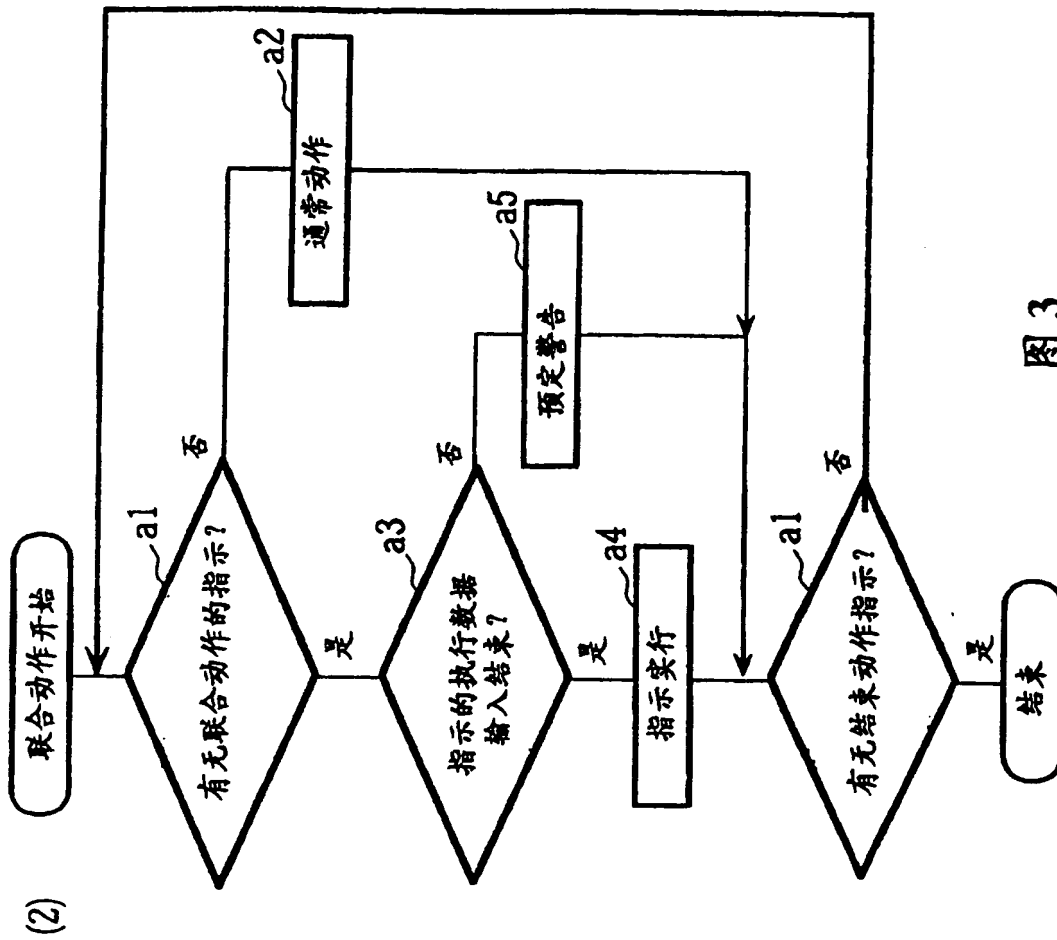 (2)
联合动作开始
a1
有无联合动作的指示?
否
是
a2
通常动作
a3
指示的执行数据
输入结束?
否
是
a5
预定警告
a4
指示实行
a1
有无结束动作指示?
否
是
结束
图 3